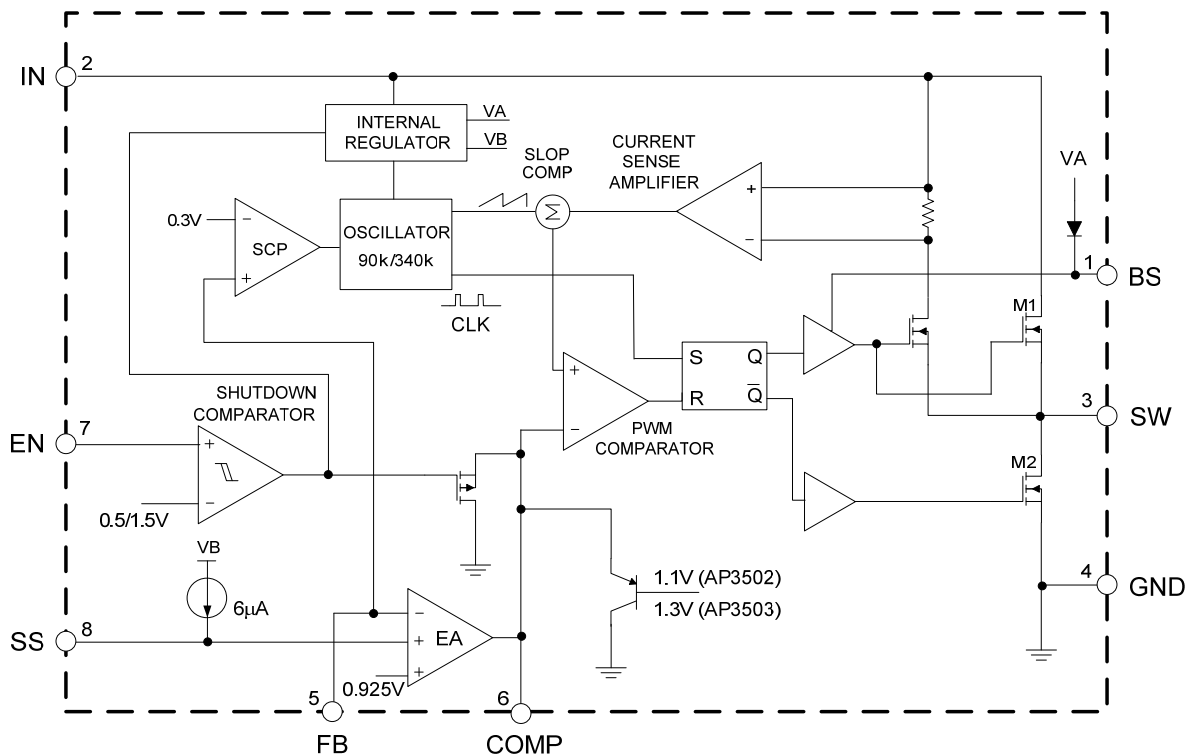 IN
2
INTERNAL
REGULATOR
VA
VB
SLOP
COMP
CURRENT
SENSE
AMPLIFIER
VA
0.3V
−
SCP
+
OSCILLATOR
90k/340k
Σ
+
−
1
BS
CLK
M1
S
Q
R
Q̅
+
−
PWM
COMPARATOR
3
SW
SHUTDOWN
COMPARATOR
EN
7
+
−
0.5/1.5V
M2
VB
6μA
1.1V (AP3502)
1.3V (AP3503)
4
GND
SS
8
−
+
+
EA
0.925V
5
FB
6
COMP